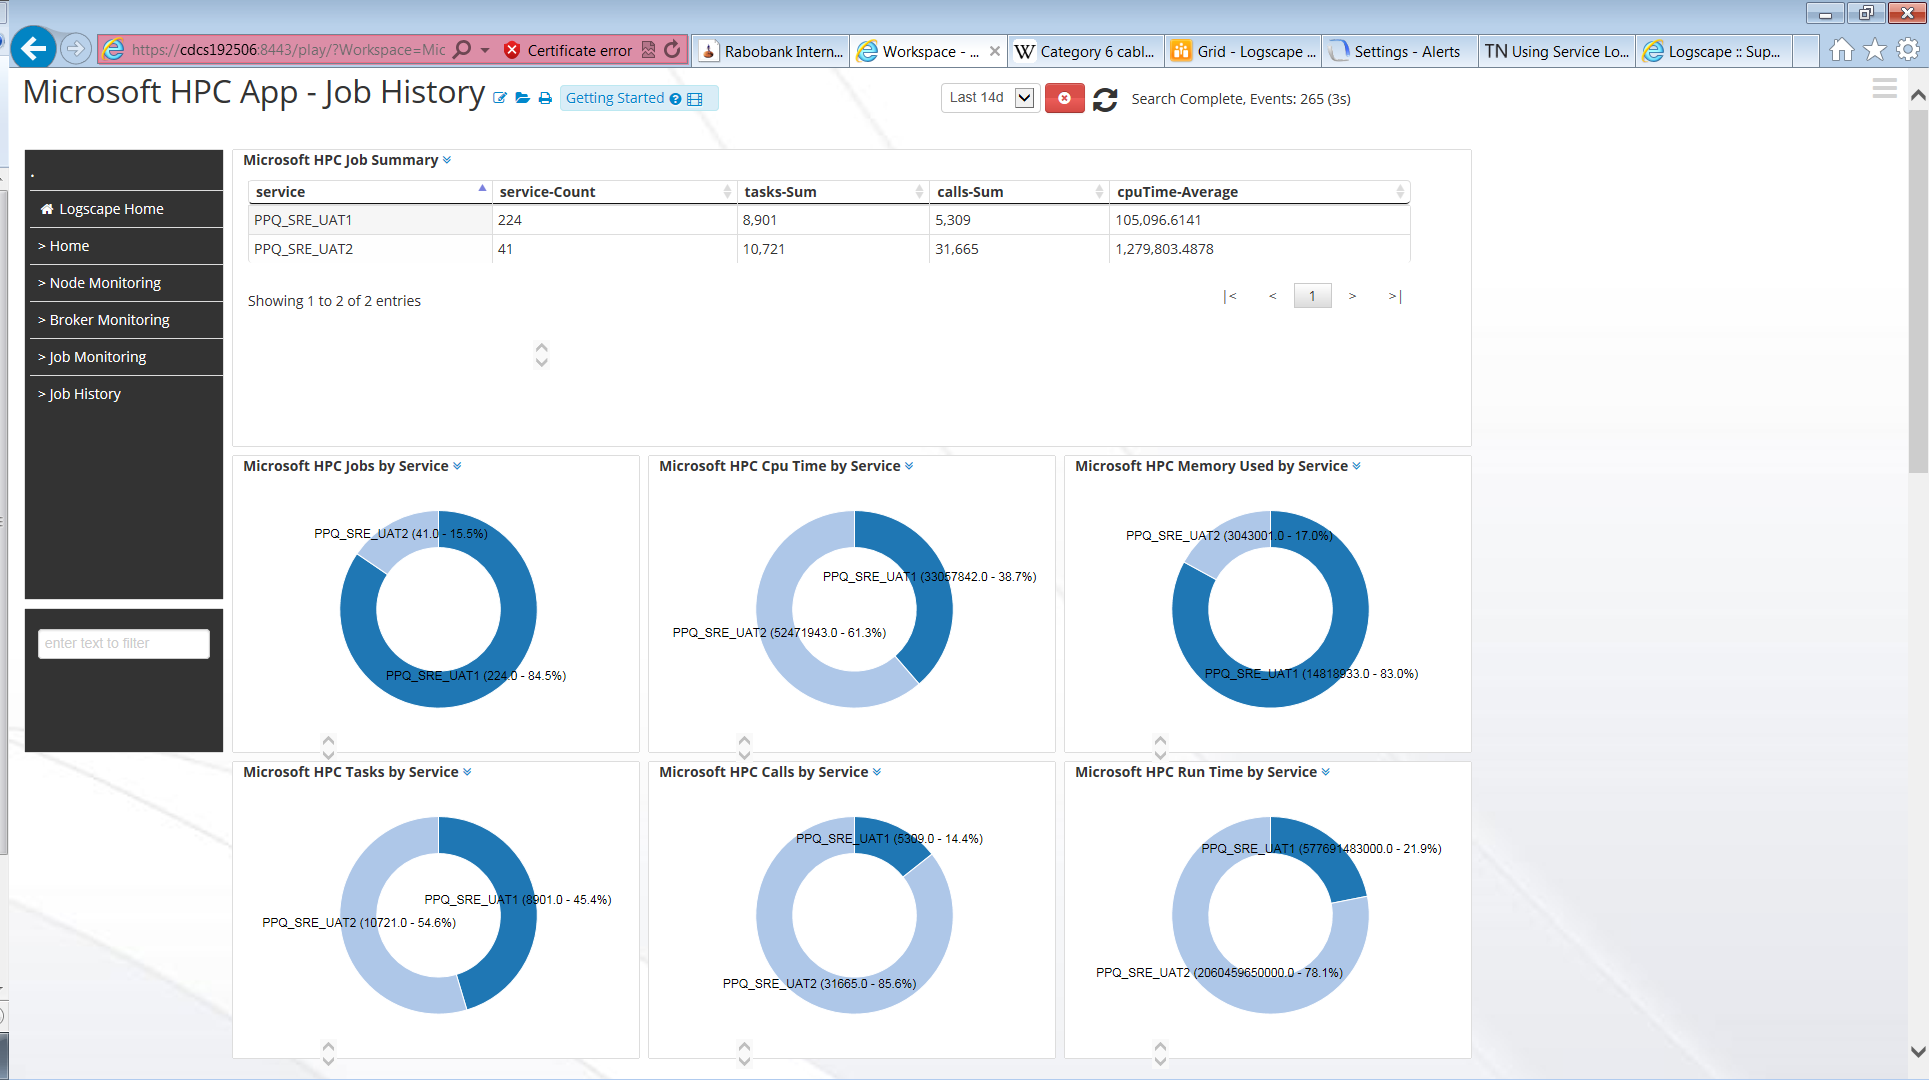 https://cdcs192506:8443/play/?Workspace=Mic
Certificate error
Rabobank Intern...
Workspace - ...
Category 6 cabl...
Grid - Logscape ...
Settings - Alerts
TN Using Service Lo...
Logscape :: Sup...
Microsoft HPC App - Job History
Getting Started
Last 14d
Search Complete, Events: 265 (3s)
.
Logscape Home
> Home
> Node Monitoring
> Broker Monitoring
> Job Monitoring
> Job History
enter text to filter
Microsoft HPC Job Summary
service service-Count tasks-Sum calls-Sum cpuTime-Average
PPQ_SRE_UAT1 224 8,901 5,309 105,096.6141
PPQ_SRE_UAT2 41 10,721 31,665 1,279,803.4878
Showing 1 to 2 of 2 entries
|< < 1 > >|
Microsoft HPC Jobs by Service
PPQ_SRE_UAT2 (41.0 - 15.5%)
PPQ_SRE_UAT1 (224.0 - 84.5%)
Microsoft HPC Cpu Time by Service
PPQ_SRE_UAT1 (33057842.0 - 38.7%)
PPQ_SRE_UAT2 (52471943.0 - 61.3%)
Microsoft HPC Memory Used by Service
PPQ_SRE_UAT2 (3043001.0 - 17.0%)
PPQ_SRE_UAT1 (14818933.0 - 83.0%)
Microsoft HPC Tasks by Service
PPQ_SRE_UAT1 (8901.0 - 45.4%)
PPQ_SRE_UAT2 (10721.0 - 54.6%)
Microsoft HPC Calls by Service
PPQ_SRE_UAT1 (5309.0 - 14.4%)
PPQ_SRE_UAT2 (31665.0 - 85.6%)
Microsoft HPC Run Time by Service
PPQ_SRE_UAT1 (577691483000.0 - 21.9%)
PPQ_SRE_UAT2 (2060459650000.0 - 78.1%)